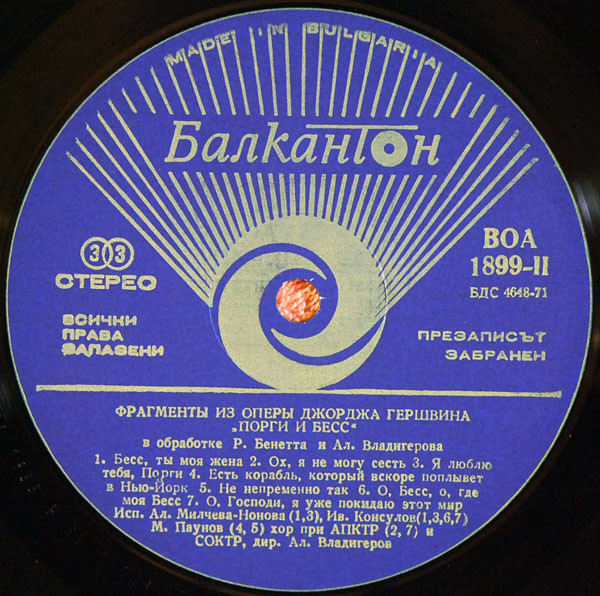 MADE IN BULGARIA
Балкантон
33
СТЕРЕО
ВСИЧКИ
ПРАВА
ЗАПАЗЕНИ
ВОА
1899-II
БДС 4648-71
ПРЕЗАПИСЪТ
ЗАБРАНЕН
ФРАГМЕНТЫ ИЗ ОПЕРЫ ДЖОРДЖА ГЕРШВИНА
„ПОРГИ И БЕСС“
в обработке Р. Бенетта и Ал. Владигерова
1. Бесс, ты моя жена 2. Ох, я не могу сесть 3. Я люблю
тебя, Порги 4. Есть корабль, который вскоре поплывет
в Нью-Йорк 5. Не непременно так 6. О, Бесс, о, где
моя Бесс 7. О, Господи, я уже покидаю этот мир
Исп. Ал. Милчева-Нонова (1,3), Ив. Консулов(1,3,6,7)
М. Паунов (4, 5) хор при АПКТР (2, 7) и
СОКТР, дир. Ал. Владигеров